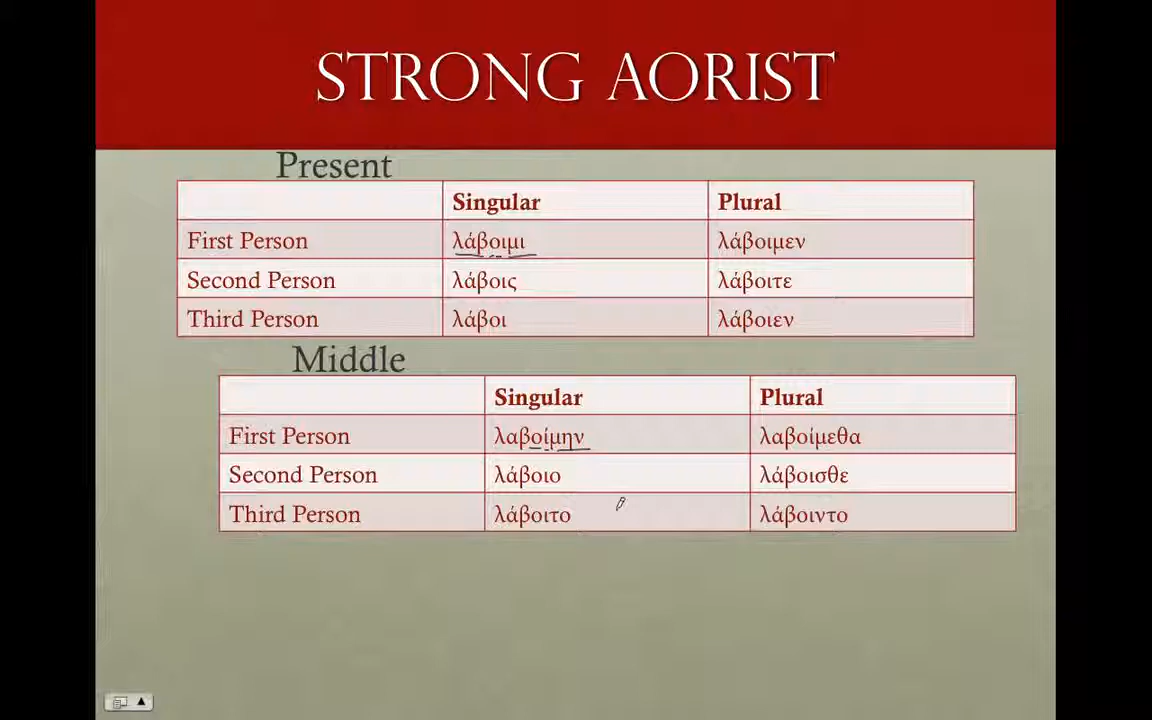 STRONG AORIST
Present
Singular Plural
First Person λάβοιμι λάβοιμεν
Second Person λάβοις λάβοιτε
Third Person λάβοι λάβοιεν
Middle
Singular Plural
First Person λαβοίμην λαβοίμεθα
Second Person λάβοιο λάβοισθε
Third Person λάβοιτο λάβοιντο